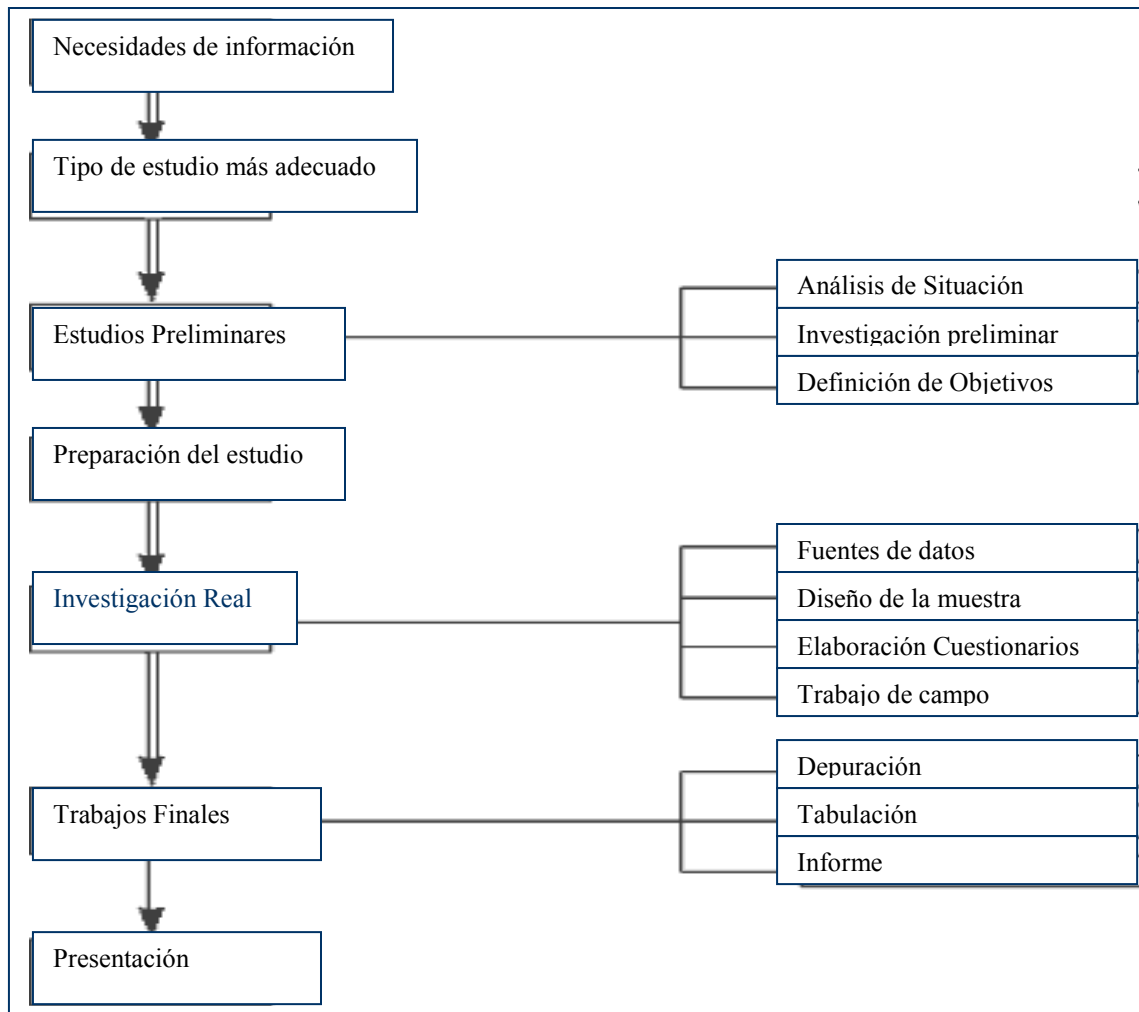 Necesidades de información
Tipo de estudio más adecuado
Estudios Preliminares
Análisis de Situación
Investigación preliminar
Definición de Objetivos
Preparación del estudio
Investigación Real
Fuentes de datos
Diseño de la muestra
Elaboración Cuestionarios
Trabajo de campo
Trabajos Finales
Depuración
Tabulación
Informe
Presentación